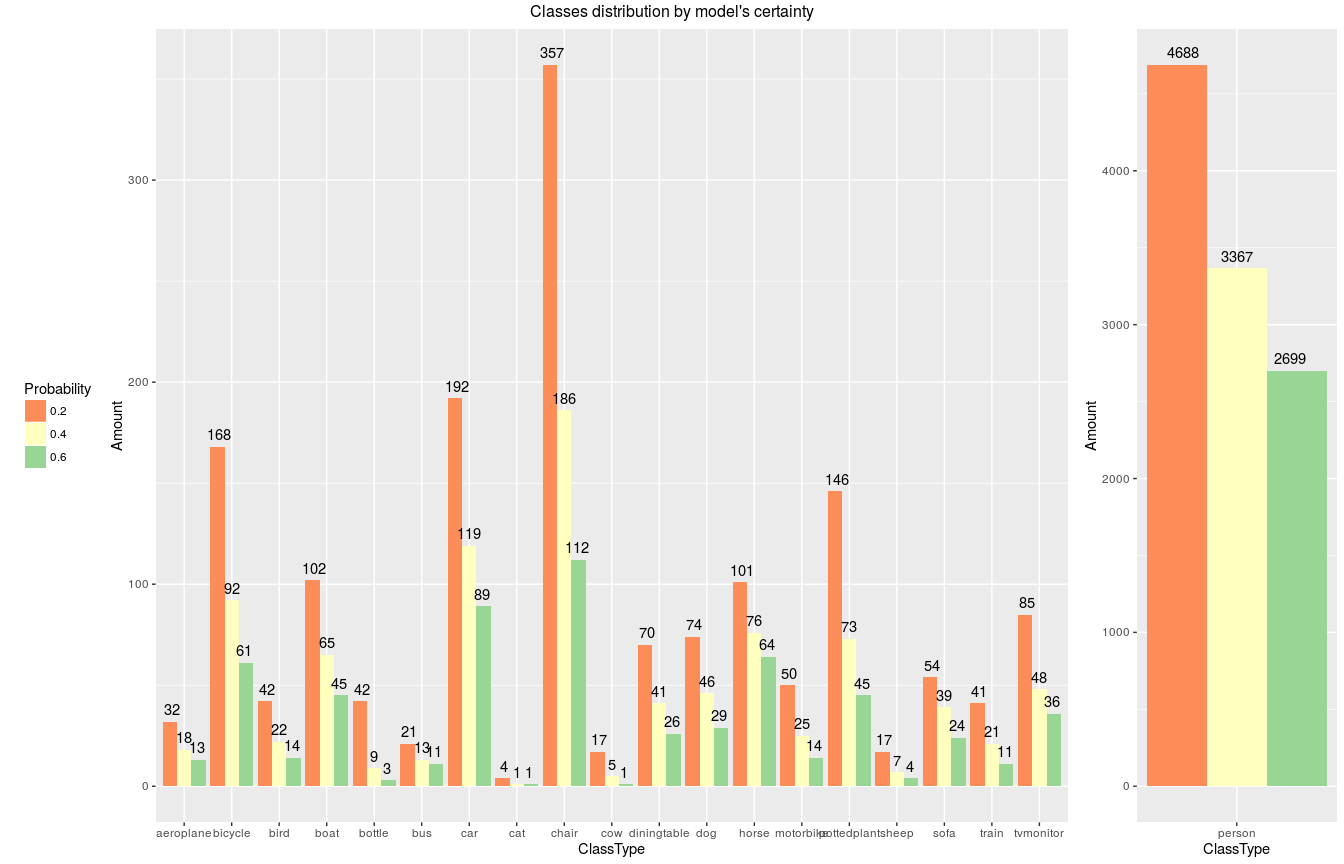 Classes distribution by model's certainty
Probability
0.2
0.4
0.6
Amount
300
200
100
0
32 18 13
168 92 61
42 22 14
102 65 45
42 9 3
21 13 11
192 119 89
4 1 1
357 186 112
17 5 1
70 41 26
74 46 29
101 76 64
50 25 14
146 73 45
17 7 4
54 39 24
41 21 11
85 48 36
aeroplane bicycle bird boat bottle bus car cat chair cow diningtable dog horse motorbike pottedplant sheep sofa train tvmonitor
ClassType
Amount
4000
3000
2000
1000
0
4688
3367
2699
person
ClassType